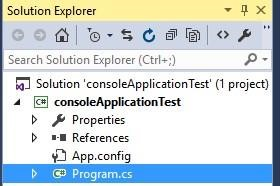 Solution Explorer
Search Solution Explorer (Ctrl+;)
Solution 'consoleApplicationTest' (1 project)
C# consoleApplicationTest
Properties
References
App.config
C# Program.cs